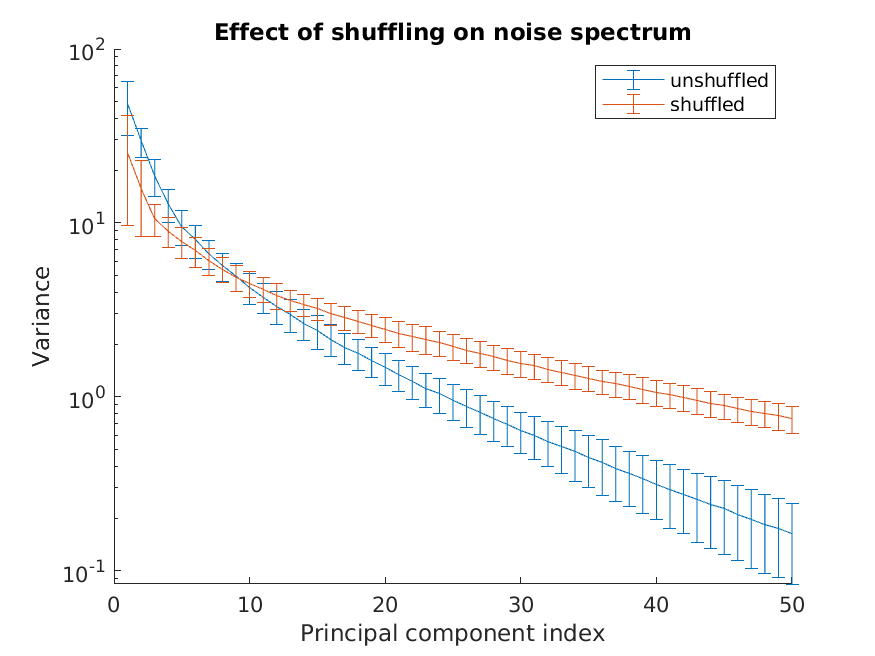 Effect of shuffling on noise spectrum
unshuffled
shuffled
10^2
10^1
10^0
10^-1
Variance
0 10 20 30 40 50
Principal component index